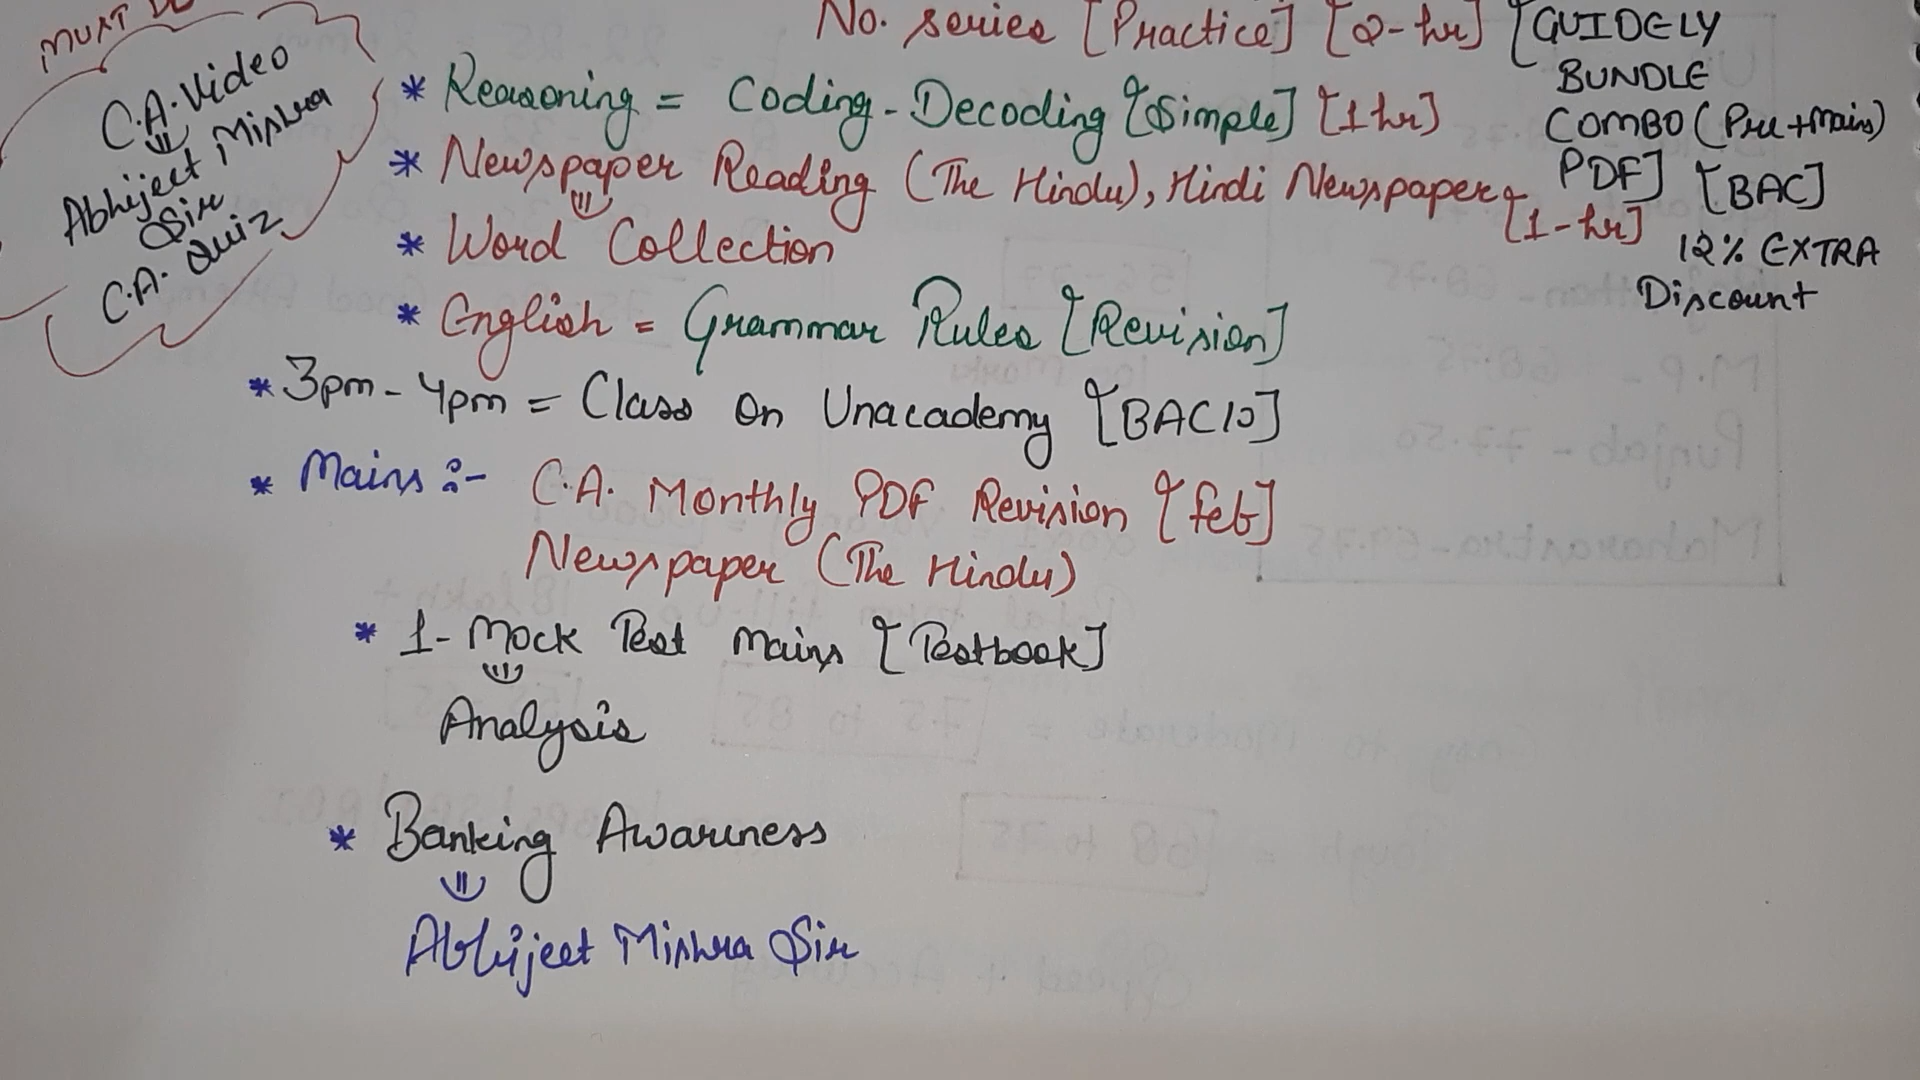 MUST DO
C.A. Video
Abhijeet Mishra
Sir
C.A. Quiz
No. series [Practice] [2-hr] [GUIDELY
BUNDLE
COMBO (Pre + Mains)
PDF] [BAC]
12% EXTRA
Discount
* Reasoning = Coding - Decoding [Simple] [1 hr]
* Newspaper Reading (The Hindu), Hindi Newspaper [1-hr]
* Word Collection
* English = Grammar Rules [Revision]
* 3pm - 4pm = Class on Unacademy [BAC10]
* Mains :- C.A. Monthly PDF Revision [feb]
Newspaper (The Hindu)
* 1- Mock Test Mains [Testbook]
Analysis
* Banking Awareness
Abhijeet Mishra Sir